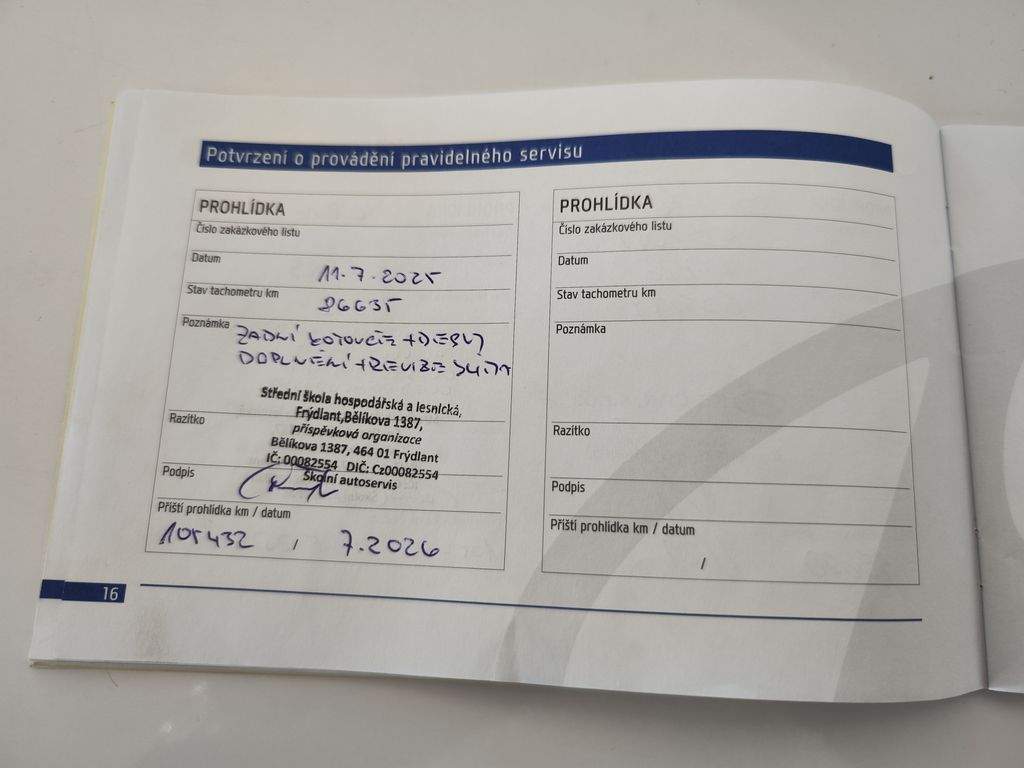 Potvrzení o provádění pravidelného servisu
PROHLÍDKA
Číslo zakázkového listu
Datum 11.7.2025
Stav tachometru km 86635
Poznámka ZADNÍ KOTOUČE + DESKY
DOPLNĚNÍ + REVIZE
Razítko
Střední škola hospodářská a lesnická,
Frýdlant,Bělíkova 1387,
příspěvková organizace
Bělíkova 1387, 464 01 Frýdlant
IČ: 00082554 DIČ: Cz00082554
Školní autoservis
Podpis
Příští prohlídka km / datum
105432 / 7.2026
PROHLÍDKA
Číslo zakázkového listu
Datum
Stav tachometru km
Poznámka
Razítko
Podpis
Příští prohlídka km / datum
/
16